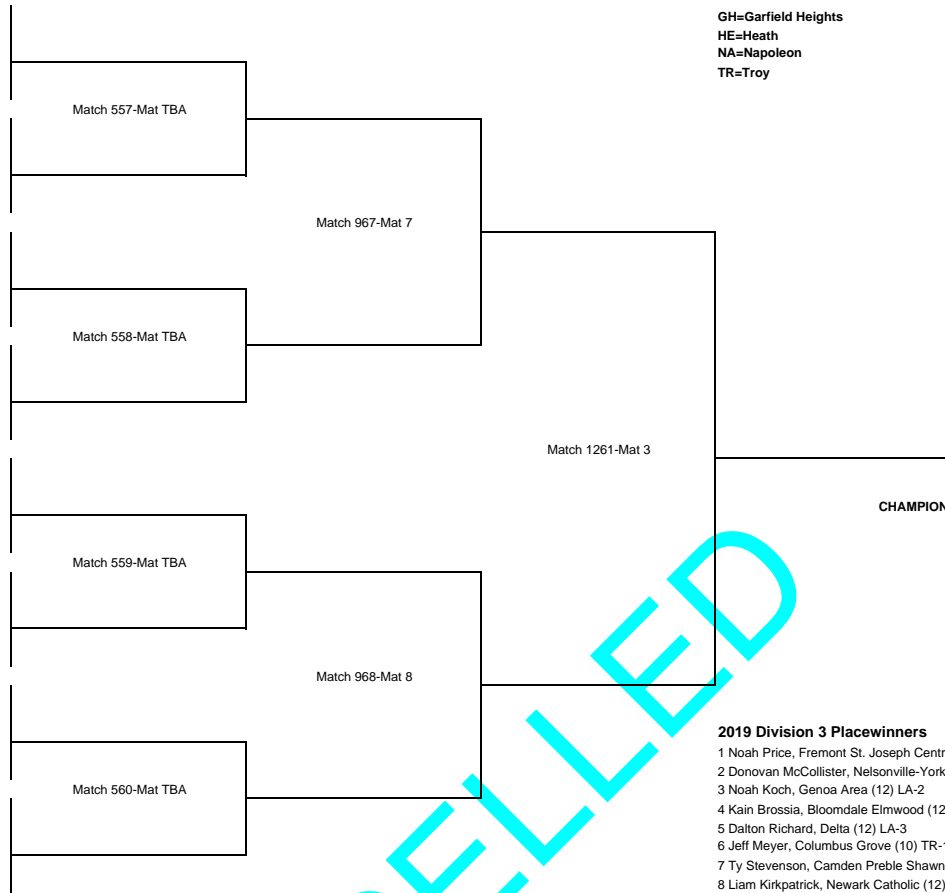 GH=Garfield Heights
HE=Heath
NA=Napoleon
TR=Troy
Match 557-Mat TBA
Match 967-Mat 7
Match 558-Mat TBA
Match 1261-Mat 3
CHAMPION
Match 559-Mat TBA
Match 968-Mat 8
Match 560-Mat TBA
2019 Division 3 Placewinners
1 Noah Price, Fremont St. Joseph Centr
2 Donovan McCollister, Nelsonville-York
3 Noah Koch, Genoa Area (12) LA-2
4 Kain Brossia, Bloomdale Elmwood (12
5 Dalton Richard, Delta (12) LA-3
6 Jeff Meyer, Columbus Grove (10) TR-1
7 Ty Stevenson, Camden Preble Shawn
8 Liam Kirkpatrick, Newark Catholic (12)
ELLED